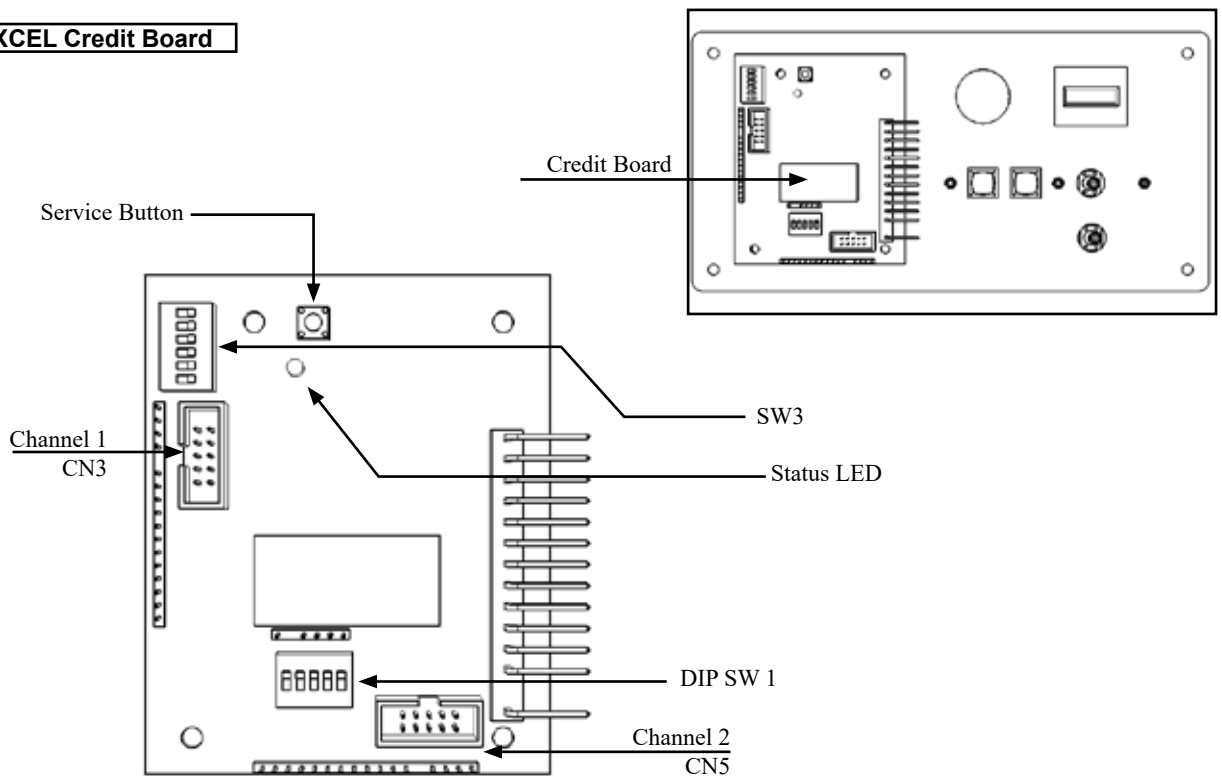 XCEL Credit Board
Credit Board
Service Button
SW3
Channel 1
CN3
Status LED
DIP SW 1
Channel 2
CN5